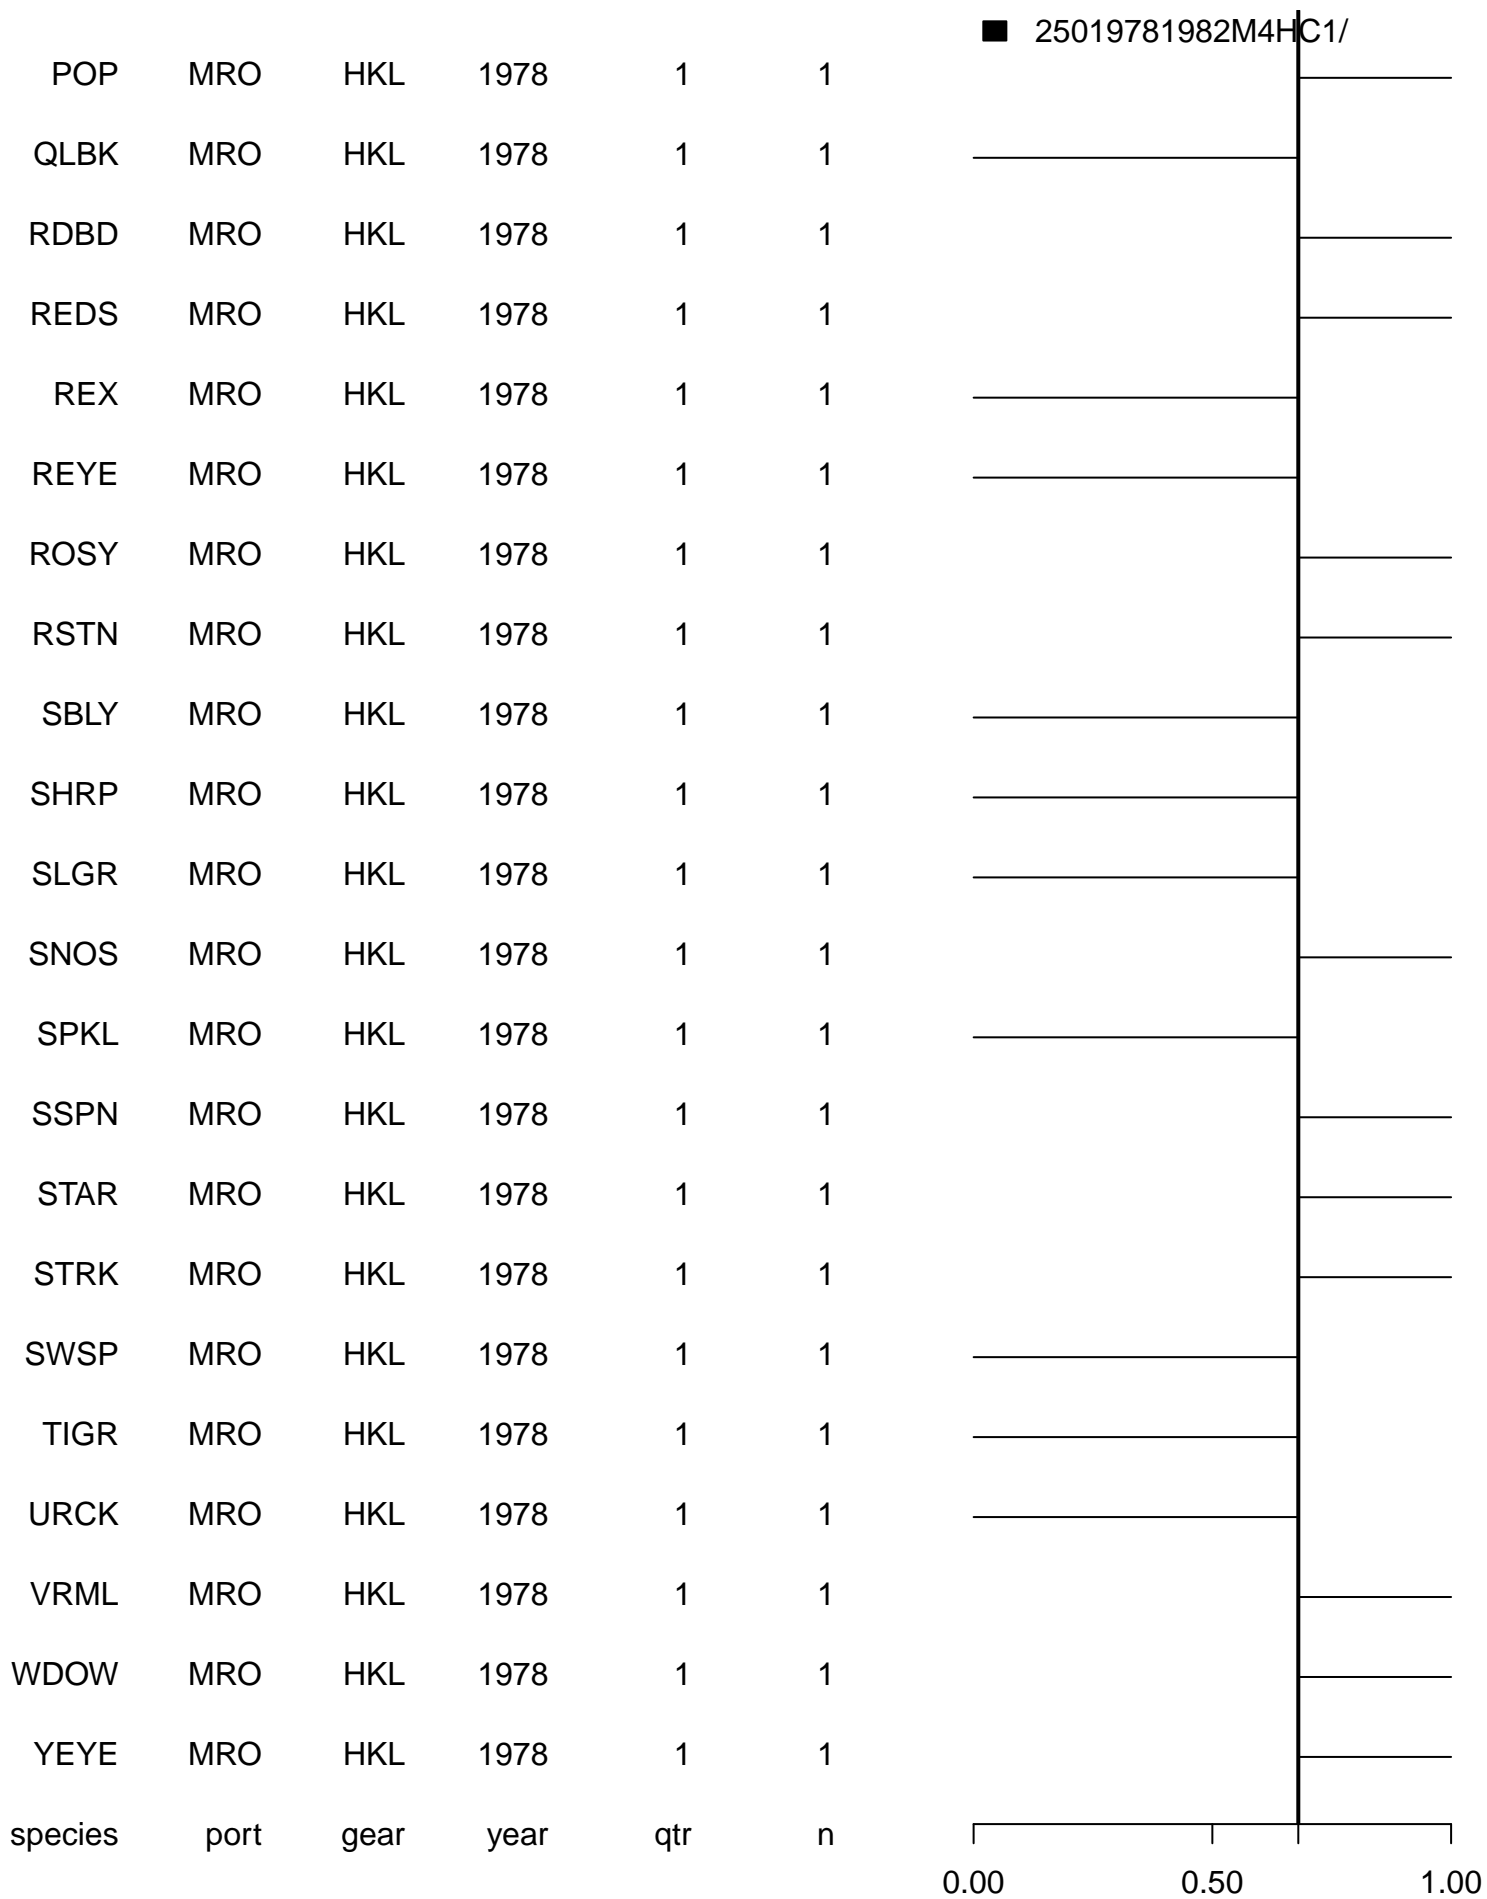 25019781982M4HC1/
POP MRO HKL 1978 1 1
QLBK MRO HKL 1978 1 1
RDBD MRO HKL 1978 1 1
REDS MRO HKL 1978 1 1
REX MRO HKL 1978 1 1
REYE MRO HKL 1978 1 1
ROSY MRO HKL 1978 1 1
RSTN MRO HKL 1978 1 1
SBLY MRO HKL 1978 1 1
SHRP MRO HKL 1978 1 1
SLGR MRO HKL 1978 1 1
SNOS MRO HKL 1978 1 1
SPKL MRO HKL 1978 1 1
SSPN MRO HKL 1978 1 1
STAR MRO HKL 1978 1 1
STRK MRO HKL 1978 1 1
SWSP MRO HKL 1978 1 1
TIGR MRO HKL 1978 1 1
URCK MRO HKL 1978 1 1
VRML MRO HKL 1978 1 1
WDOW MRO HKL 1978 1 1
YEYE MRO HKL 1978 1 1
species port gear year qtr n
0.00 0.50 1.00